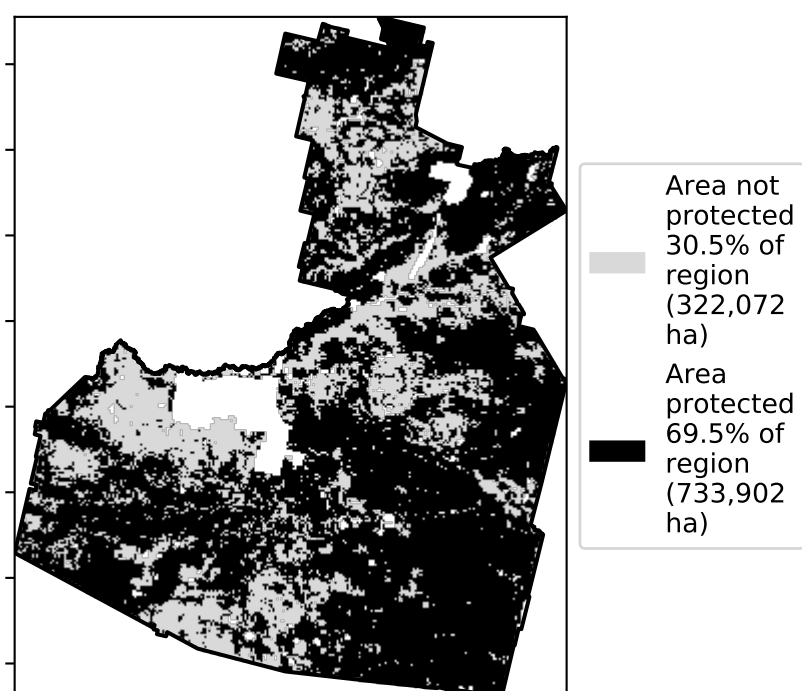 Area not
protected
30.5% of
region
(322,072
ha)
Area
protected
69.5% of
region
(733,902
ha)